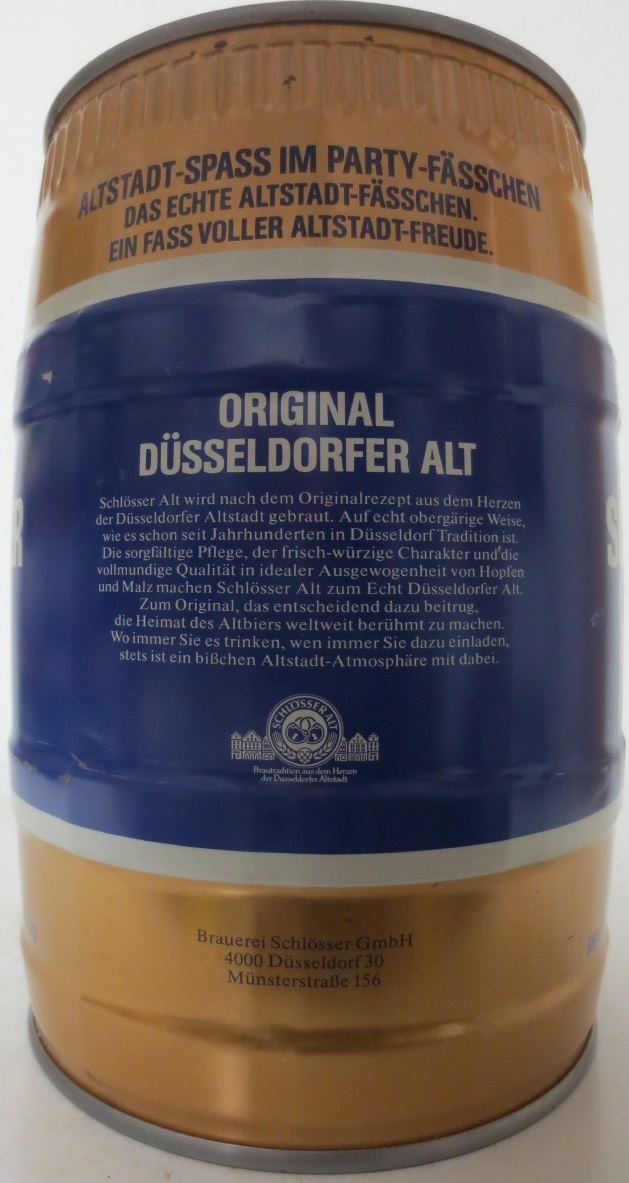 ALTSTADT-SPASS IM PARTY-FÄSSCHEN
DAS ECHTE ALTSTADT-FÄSSCHEN.
EIN FASS VOLLER ALTSTADT-FREUDE.
ORIGINAL
DÜSSELDORFER ALT
Schlösser Alt wird nach dem Originalrezept aus dem Herzen
der Düsseldorfer Altstadt gebraut. Auf echt obergärige Weise,
wie es schon seit Jahrhunderten in Düsseldorf Tradition ist.
Die sorgfältige Pflege, der frisch-würzige Charakter und die
vollmundige Qualität in idealer Ausgewogenheit von Hopfen
und Malz machen Schlösser Alt zum Echt Düsseldorfer Alt.
Zum Original, das entscheidend dazu beitrug,
die Heimat des Altbiers weltweit berühmt zu machen.
Wo immer Sie es trinken, wen immer Sie dazu einladen,
stets ist ein bißchen Altstadt-Atmosphäre mit dabei.
SCHLÖSSER ALT
Brautradition aus dem Herzen
der Düsseldorfer Altstadt
Brauerei Schlösser GmbH
4000 Düsseldorf 30
Münsterstraße 156
R
S